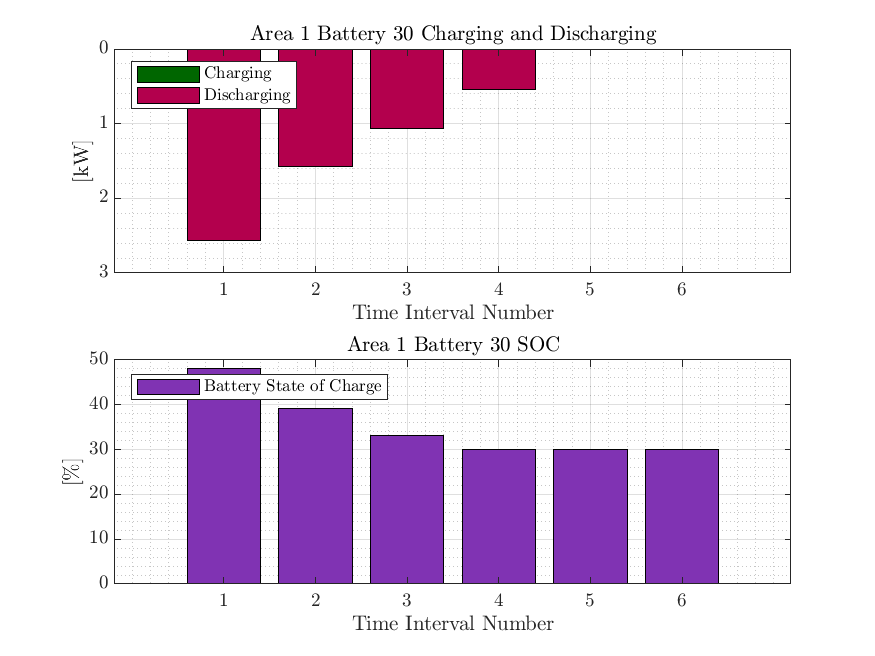 Area 1 Battery 30 Charging and Discharging
0
1
2
3
[kW]
Charging
Discharging
1 2 3 4 5 6
Time Interval Number
Area 1 Battery 30 SOC
50
40
30
20
10
0
[%]
Battery State of Charge
1 2 3 4 5 6
Time Interval Number